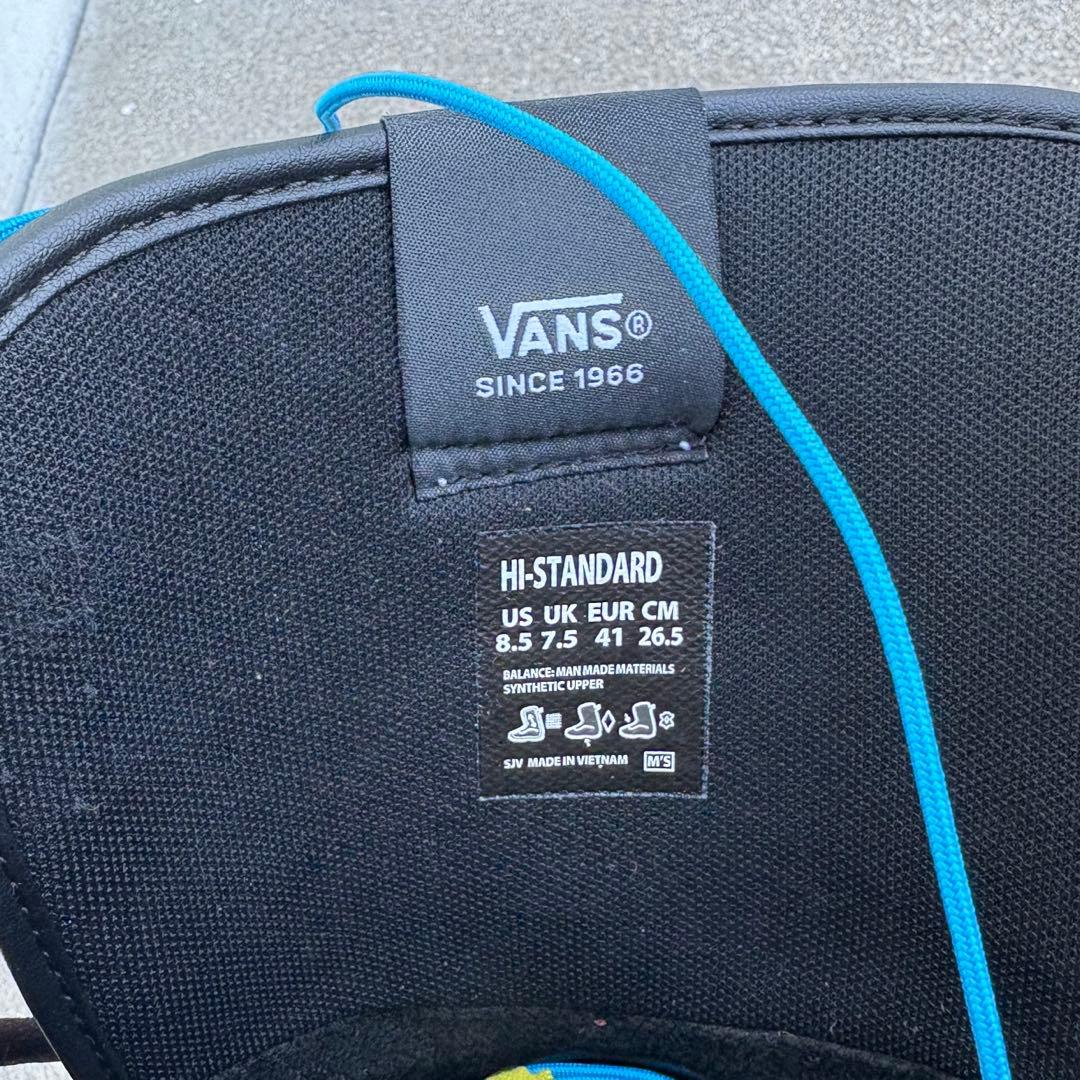 VANS®
SINCE 1966
HI-STANDARD
US UK EUR CM
8.5 7.5 41 26.5
BALANCE: MAN MADE MATERIALS
SYNTHETIC UPPER
SJV MADE IN VIETNAM M'S